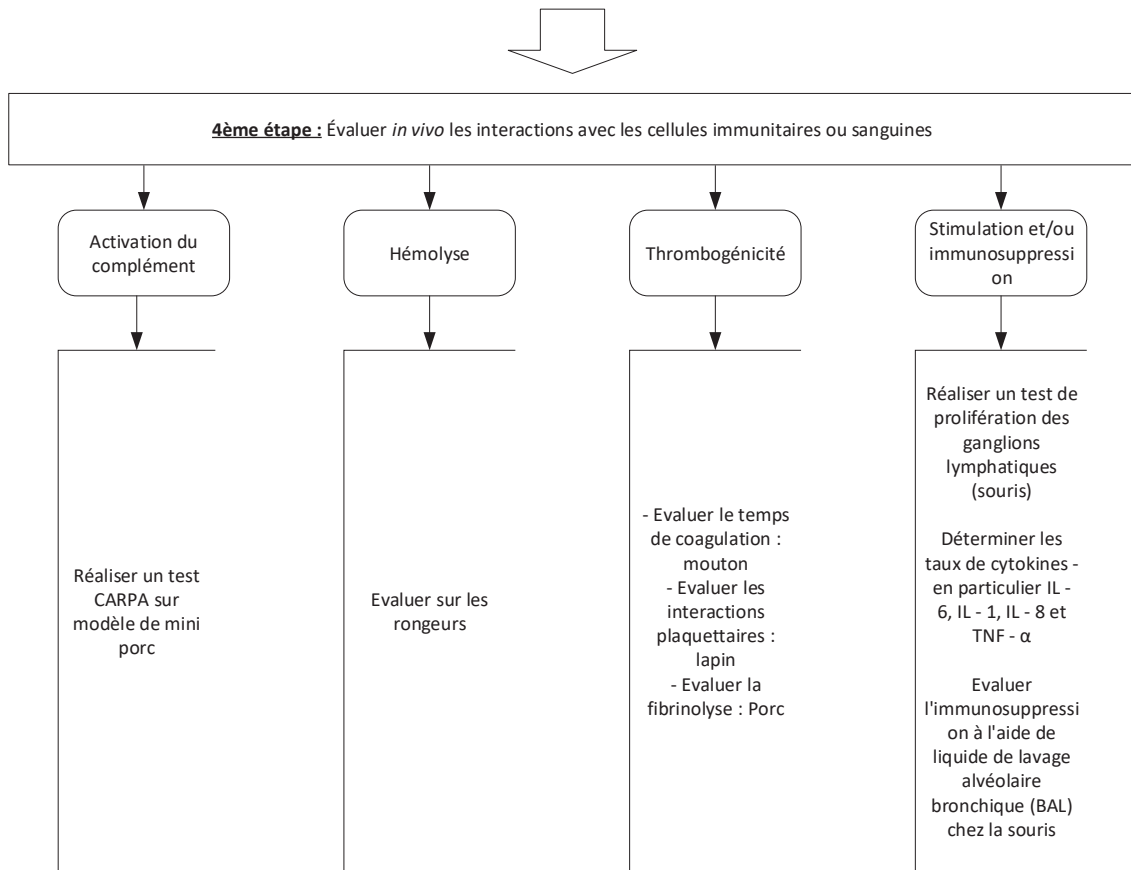 4ème étape : Évaluer in vivo les interactions avec les cellules immunitaires ou sanguines
Activation du
complément
Hémolyse
Thrombogénicité
Stimulation et/ou
immunosuppressi
on
Réaliser un test
CARPA sur
modèle de mini
porc
Evaluer sur les
rongeurs
- Evaluer le temps
de coagulation :
mouton
- Evaluer les
interactions
plaquettaires :
lapin
- Evaluer la
fibrinolyse : Porc
Réaliser un test de
prolifération des
ganglions
lymphatiques
(souris)
Déterminer les
taux de cytokines -
en particulier IL -
6, IL - 1, IL - 8 et
TNF - α
Evaluer
l'immunosuppressi
on à l'aide de
liquide de lavage
alvéolaire
bronchique (BAL)
chez la souris